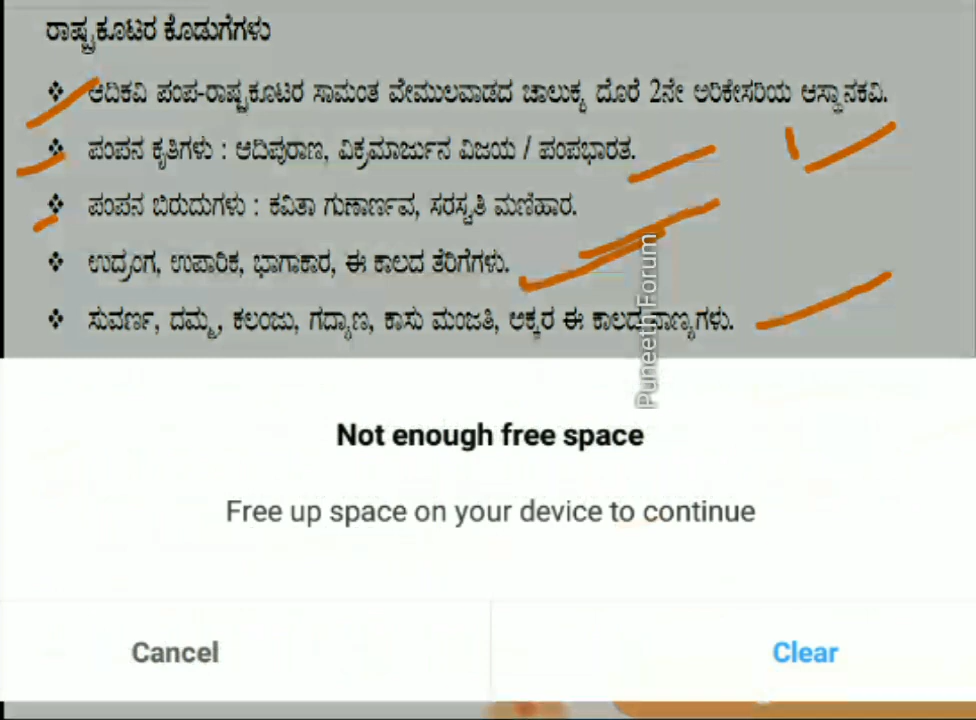 ರಾಷ್ಟ್ರಕೂಟರ ಕೊಡುಗೆಗಳು
❖ ಆದಿಕವಿ ಪಂಪ-ರಾಷ್ಟ್ರಕೂಟರ ಸಾಮಂತ ವೇಮುಲವಾಡದ ಚಾಲುಕ್ಯ ದೊರೆ 2ನೇ ಅರಿಕೇಸರಿಯ ಆಸ್ಥಾನಕವಿ.
❖ ಪಂಪನ ಕೃತಿಗಳು : ಆದಿಪುರಾಣ, ವಿಕ್ರಮಾರ್ಜುನ ವಿಜಯ / ಪಂಪಭಾರತ.
❖ ಪಂಪನ ಬಿರುದುಗಳು : ಕವಿತಾ ಗುಣಾರ್ಣವ, ಸರಸ್ವತಿ ಮಣಿಹಾರ.
❖ ಉದ್ರಂಗ, ಉಪಾರಿಕ, ಭಾಗಾಕಾರ, ಈ ಕಾಲದ ತೆರಿಗೆಗಳು.
❖ ಸುವರ್ಣ, ದಮ್ಮ, ಕಲಂಜು, ಗದ್ಯಾಣ, ಕಾಸು ಮಂಜತಿ, ಅಕ್ಕರ ಈ ಕಾಲದ ನಾಣ್ಯಗಳು.
Puneeth Forum
Not enough free space
Free up space on your device to continue
Cancel
Clear